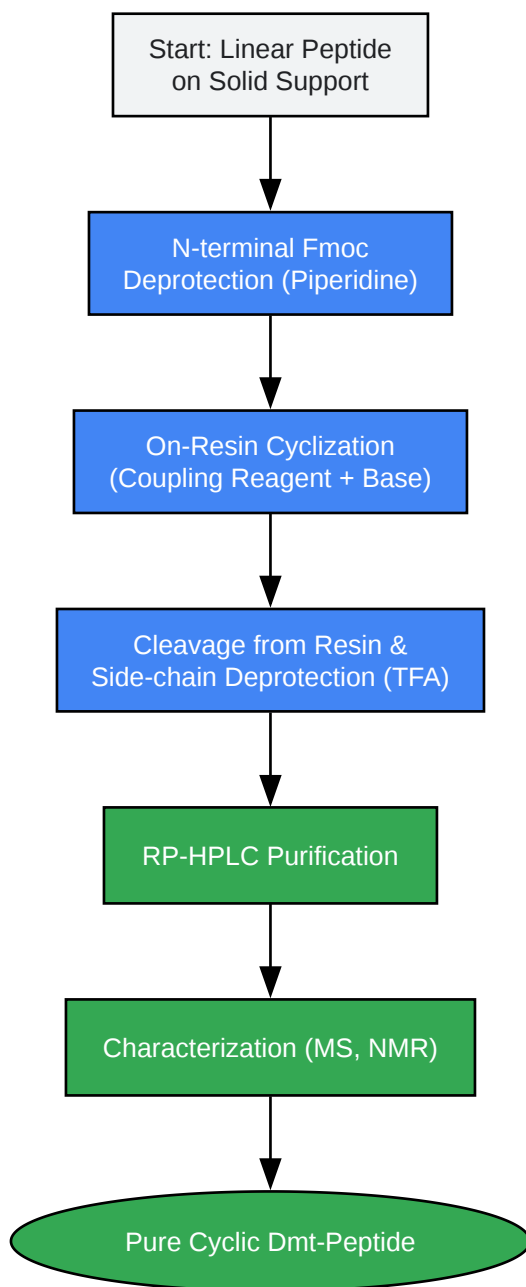 Start: Linear Peptide
on Solid Support
N-terminal Fmoc
Deprotection (Piperidine)
On-Resin Cyclization
(Coupling Reagent + Base)
Cleavage from Resin &
Side-chain Deprotection (TFA)
RP-HPLC Purification
Characterization (MS, NMR)
Pure Cyclic Dmt-Peptide